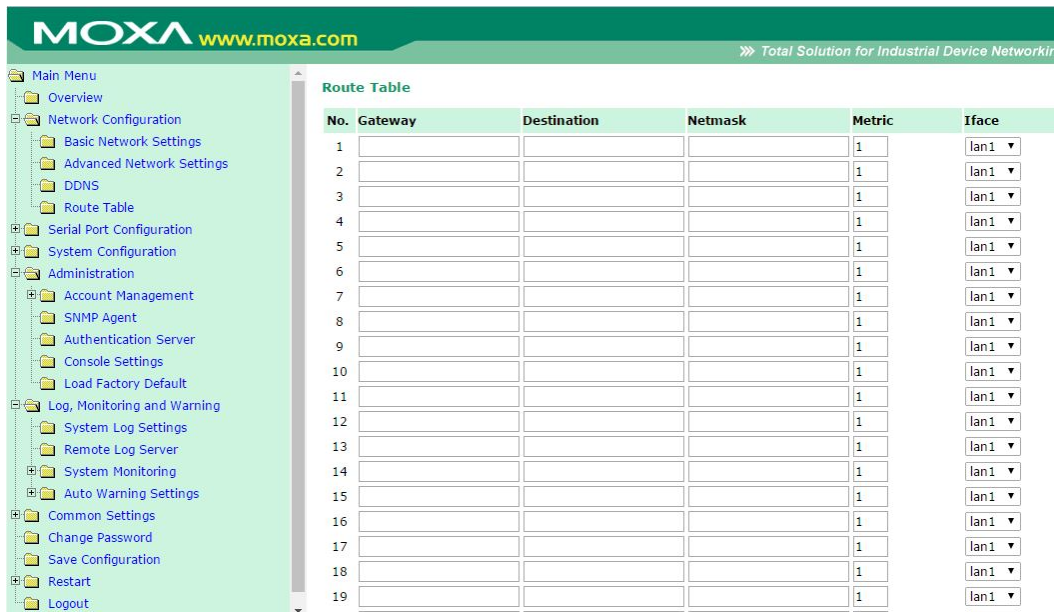 MOXA www.moxa.com
Total Solution for Industrial Device Networkin
Main Menu
Overview
Network Configuration
Basic Network Settings
Advanced Network Settings
DDNS
Route Table
Serial Port Configuration
System Configuration
Administration
Account Management
SNMP Agent
Authentication Server
Console Settings
Load Factory Default
Log, Monitoring and Warning
System Log Settings
Remote Log Server
System Monitoring
Auto Warning Settings
Common Settings
Change Password
Save Configuration
Restart
Logout
Route Table
No. Gateway Destination Netmask Metric Iface
1 1 lan1
2 1 lan1
3 1 lan1
4 1 lan1
5 1 lan1
6 1 lan1
7 1 lan1
8 1 lan1
9 1 lan1
10 1 lan1
11 1 lan1
12 1 lan1
13 1 lan1
14 1 lan1
15 1 lan1
16 1 lan1
17 1 lan1
18 1 lan1
19 1 lan1